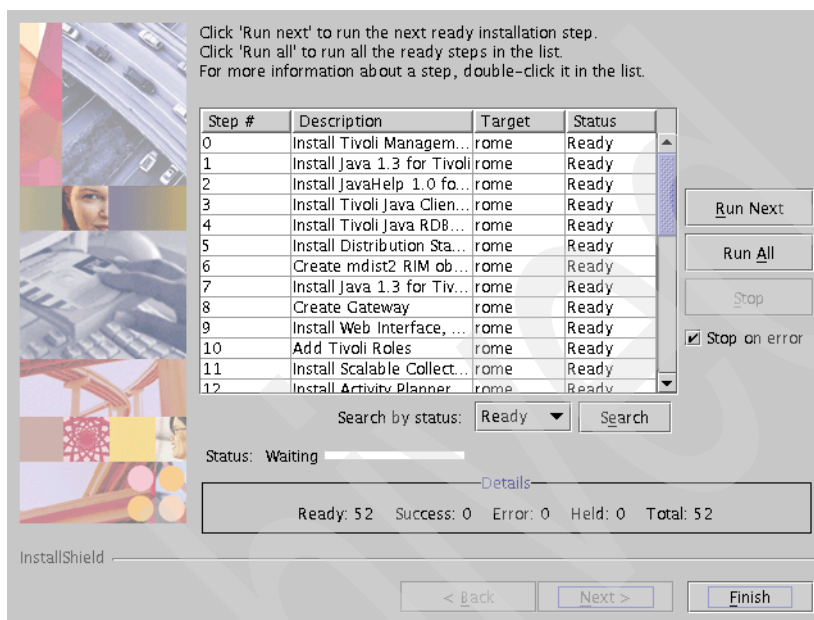 Click 'Run next' to run the next ready installation step.
Click 'Run all' to run all the ready steps in the list.
For more information about a step, double-click it in the list.
Step # Description Target Status
0 Install Tivoli Managem... rome Ready
1 Install Java 1.3 for Tivoli rome Ready
2 Install JavaHelp 1.0 fo... rome Ready
3 Install Tivoli Java Clien... rome Ready
4 Install Tivoli Java RDB... rome Ready
5 Install Distribution Sta... rome Ready
6 Create mdist2 RIM ob... rome Ready
7 Install Java 1.3 for Tiv... rome Ready
8 Create Gateway rome Ready
9 Install Web Interface, ... rome Ready
10 Add Tivoli Roles rome Ready
11 Install Scalable Collect... rome Ready
12 Install Activity Planner rome Ready
Run Next
Run All
Stop
Stop on error
Search by status: Ready Search
Status: Waiting
Details
Ready: 52 Success: 0 Error: 0 Held: 0 Total: 52
InstallShield
< Back Next > Finish